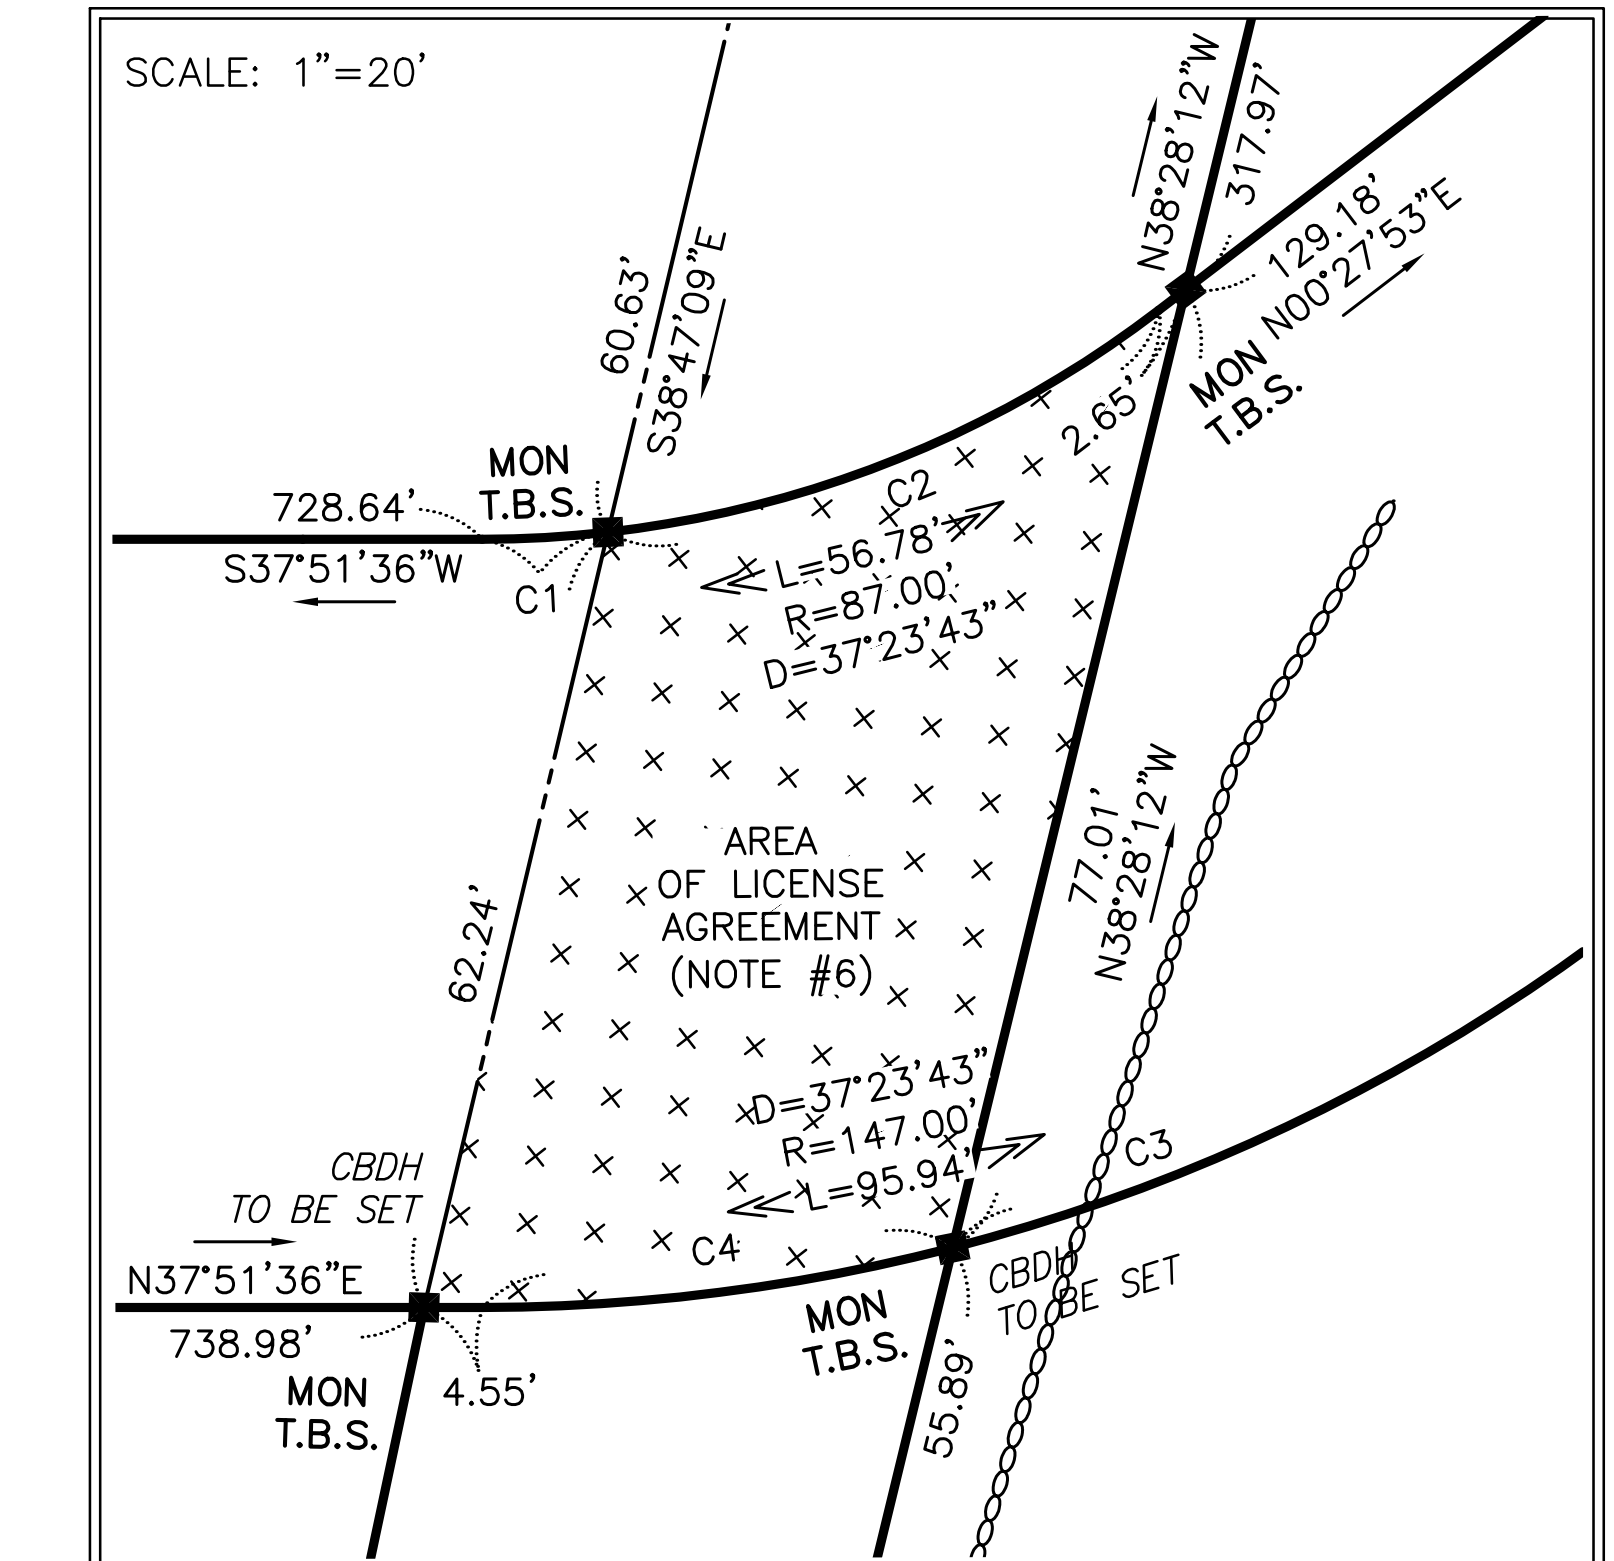 SCALE: 1"=20'
N38°28'12"W
317.97'
129.18'
N00°27'53"E
MON
T.B.S.
60.63'
S38°47'09"E
2.65'
MON
T.B.S.
728.64'
S37°51'36"W
C1
C2
L=56.78'
R=87.00'
D=37°23'43"
77.01'
N38°28'12"W
AREA
OF LICENSE
AGREEMENT
(NOTE #6)
62.24'
D=37°23'43"
R=147.00'
L=95.94'
C3
C4
CBDH
TO BE SET
N37°51'36"E
738.98'
MON
T.B.S.
4.55'
MON
T.B.S.
CBDH
TO BE SET
55.89'